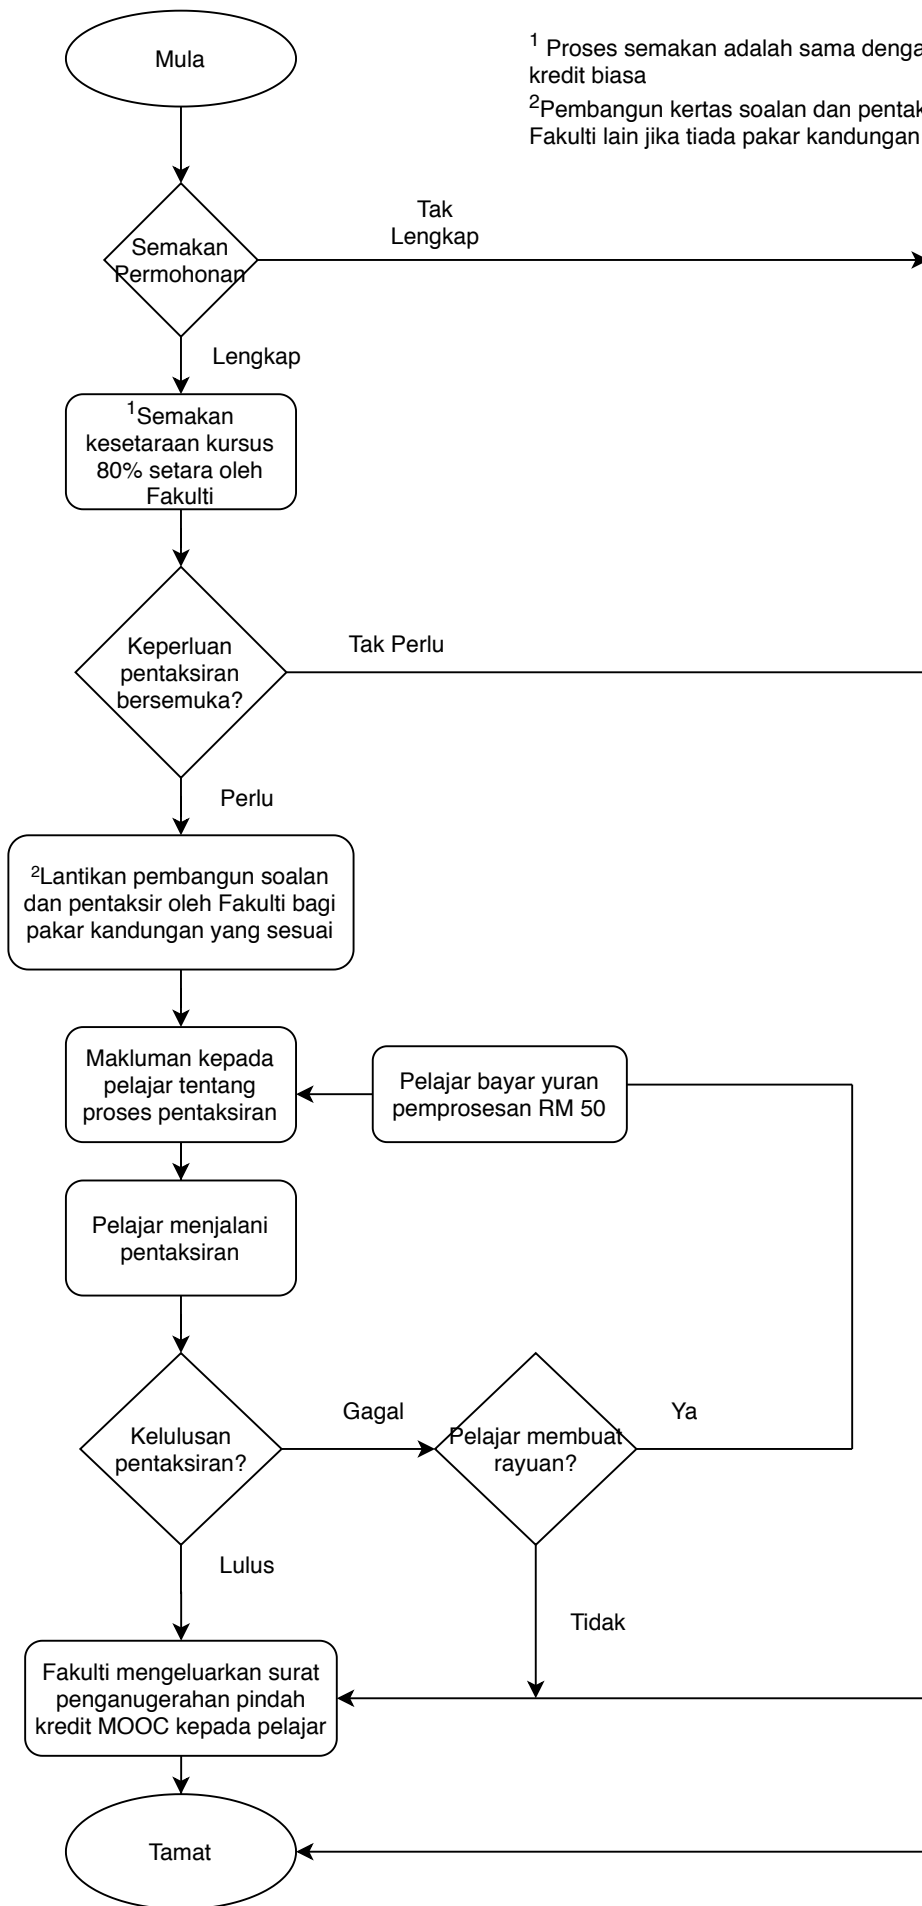 Mula
¹ Proses semakan adalah sama
kredit biasa
²Pembangun kertas soalan dan
Fakulti lain jika tiada pakar kandungan
Tak
Lengkap
Semakan
Permohonan
Lengkap
¹Semakan
kesetaraan kursus
80% setara oleh
Fakulti
Keperluan
pentaksiran
bersemuka?
Tak Perlu
Perlu
²Lantikan pembangun soalan
dan pentaksir oleh Fakulti bagi
pakar kandungan yang sesuai
Makluman kepada
pelajar tentang
proses pentaksiran
Pelajar bayar yuran
pemprosesan RM 50
Pelajar menjalani
pentaksiran
Kelulusan
pentaksiran?
Gagal
Pelajar membuat
rayuan?
Ya
Lulus
Tidak
Fakulti mengeluarkan surat
penganugerahan pindah
kredit MOOC kepada pelajar
Tamat